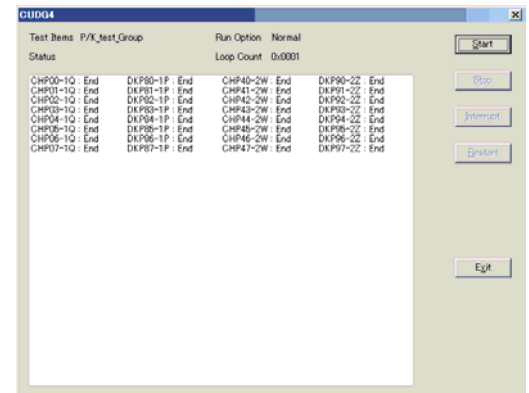 CUDG4
Test Items P/K_test_Group Run Option Normal
Status Loop Count 0x0001
CHP00-1Q : End DKP80-1P : End CHP40-2W : End DKP90-2Z : End
CHP01-1Q : End DKP81-1P : End CHP41-2W : End DKP91-2Z : End
CHP02-1Q : End DKP82-1P : End CHP42-2W : End DKP92-2Z : End
CHP03-1Q : End DKP83-1P : End CHP43-2W : End DKP93-2Z : End
CHP04-1Q : End DKP84-1P : End CHP44-2W : End DKP94-2Z : End
CHP05-1Q : End DKP85-1P : End CHP45-2W : End DKP95-2Z : End
CHP06-1Q : End DKP86-1P : End CHP46-2W : End DKP96-2Z : End
CHP07-1Q : End DKP87-1P : End CHP47-2W : End DKP97-2Z : End
Start
Stop
Interrupt
Restart
Exit